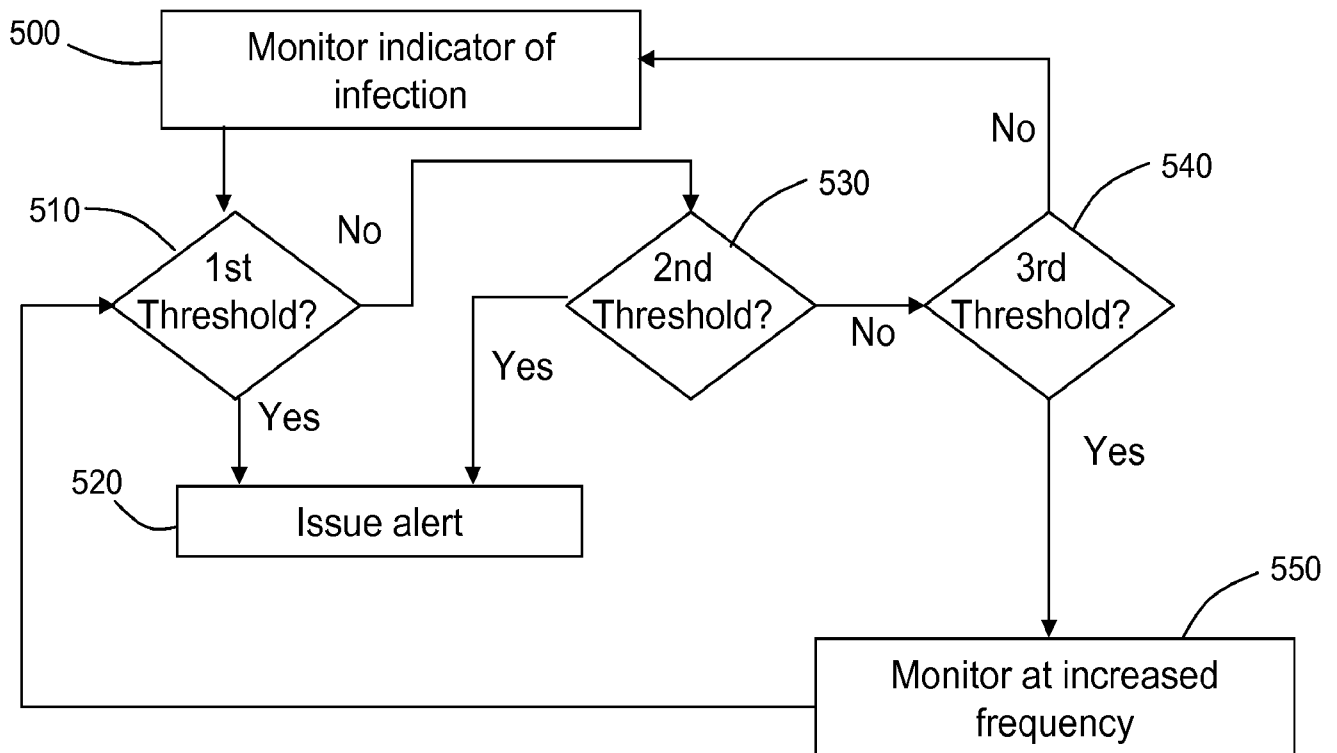 500
Monitor indicator of
infection
No
540
530
510
No
1st
Threshold?
2nd
Threshold?
No
3rd
Threshold?
Yes
Yes
Yes
520
Issue alert
550
Monitor at increased
frequency